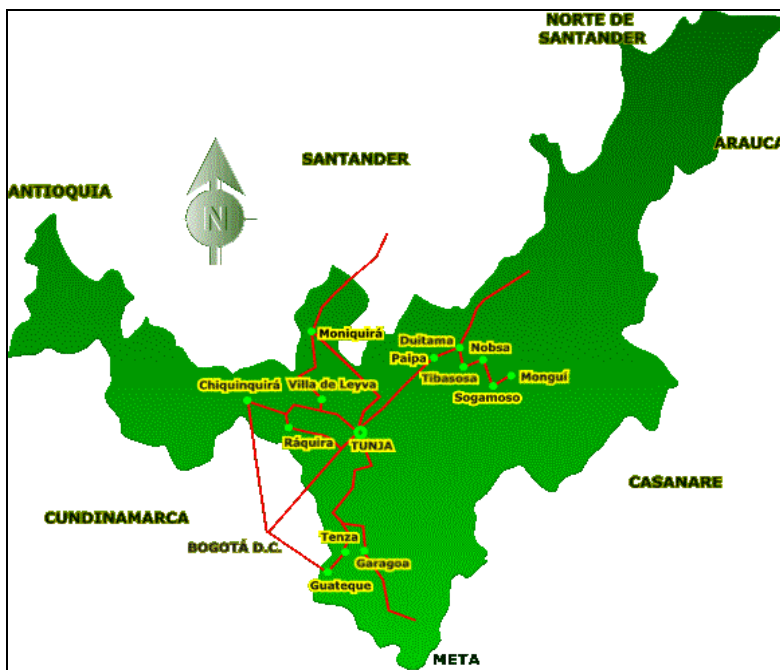 NORTE DE
SANTANDER
ARAUCA
SANTANDER
ANTIOQUIA
N
Moniquirá
Duitama
Nobsa
Paipa
Tibasosa
Monguí
Sogamoso
Chiquinquirá
Villa de Leyva
Ráquira
TUNJA
CASANARE
CUNDINAMARCA
BOGOTÁ D.C.
Tenza
Garagoa
Guateque
META